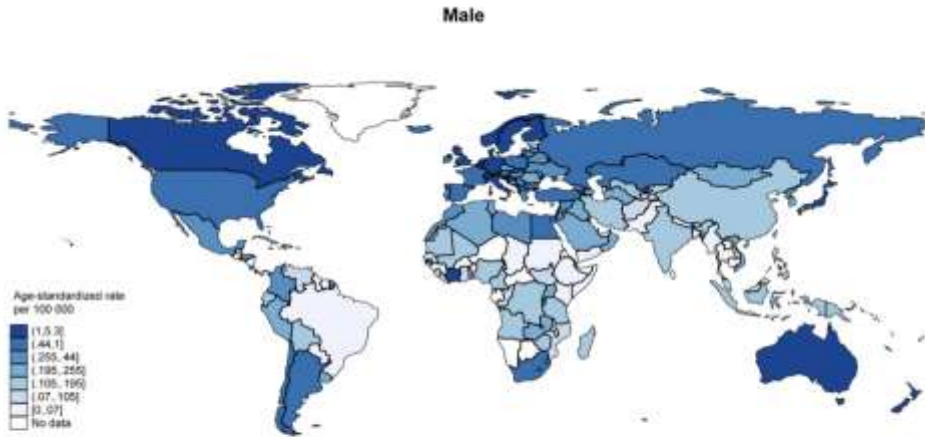 Male
Age-standardized rate
per 100 000
(1,5.3]
(.44,1]
(.255,.44]
(.195,.255]
(.105,.195]
(.07,.105]
[0,.07]
No data